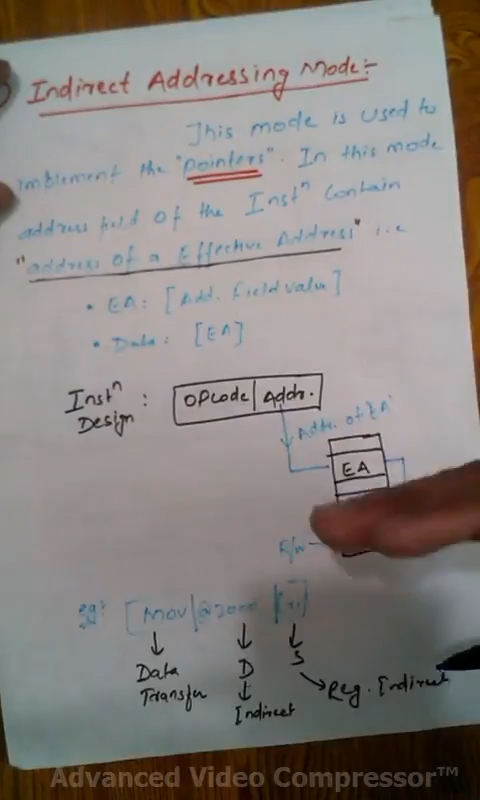 Indirect Addressing Mode:-
This mode is used to
implement the "pointers". In this mode
address field of the Instⁿ Contain
"address of a Effective Address" i.e
• EA: [Add. Field value]
• Data: [EA]
Instⁿ Design : OPCode | Addr.
Addr. of 'EA'
EA
R/W
eg: [Mov|@2000|
Data Transfer
D
Indirect
S
Reg. Indirect
Advanced Video Compressor™